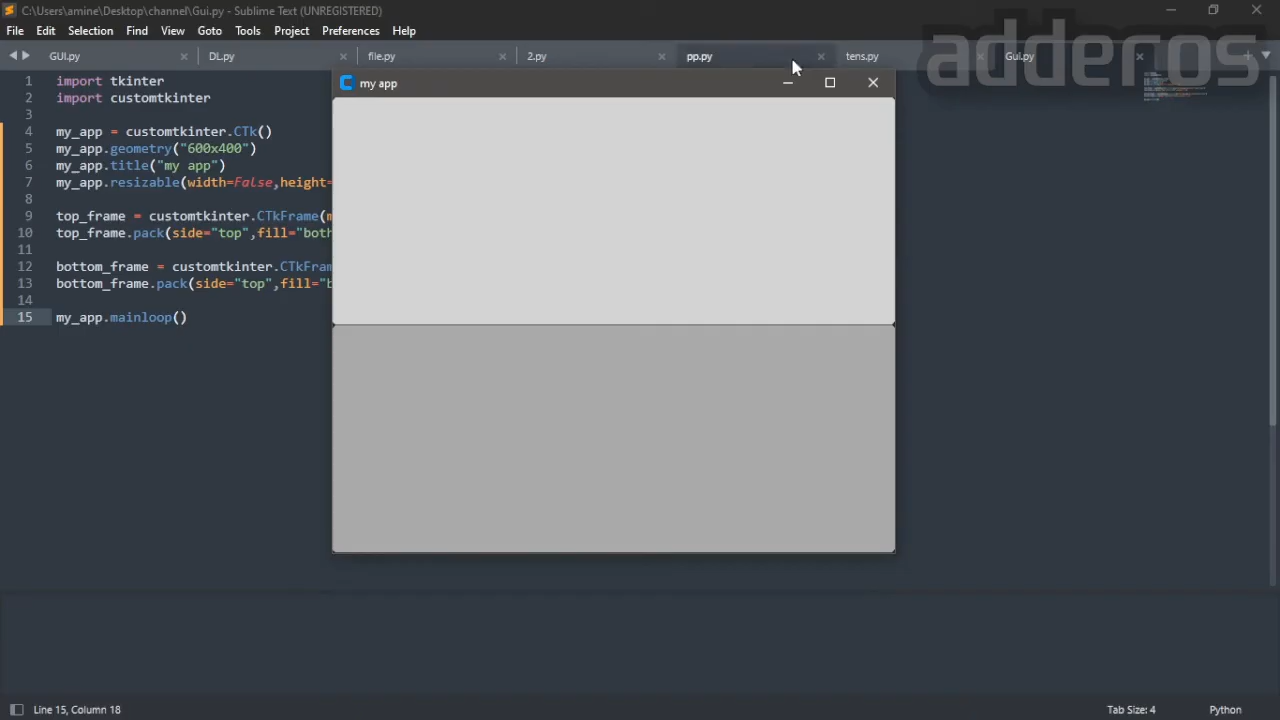 C:\Users\amine\Desktop\channel\Gui.py - Sublime Text (UNREGISTERED)
File Edit Selection Find View Goto Tools Project Preferences Help
adderos
GUI.py DL.py file.py 2.py pp.py tens.py Gui.py
my app
1 import tkinter
2 import customtkinter
3
4 my_app = customtkinter.CTk()
5 my_app.geometry("600x400")
6 my_app.title("my app")
7 my_app.resizable(width=False,height=
8
9 top_frame = customtkinter.CTkFrame(m
10 top_frame.pack(side="top",fill="both
11
12 bottom_frame = customtkinter.CTkFram
13 bottom_frame.pack(side="top",fill="b
14
15 my_app.mainloop()
Line 15, Column 18 Tab Size: 4 Python